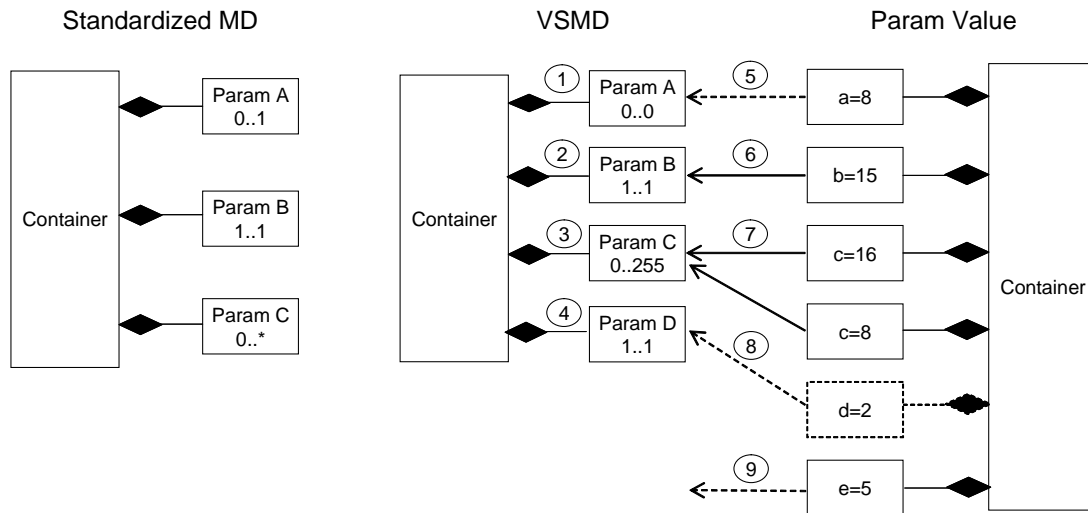 Standardized MD
VSMD
Param Value
Container
Param A
0..1
Param B
1..1
Param C
0..*
Container
1
Param A
0..0
2
Param B
1..1
3
Param C
0..255
4
Param D
1..1
5
6
7
8
9
a=8
b=15
c=16
c=8
d=2
e=5
Container